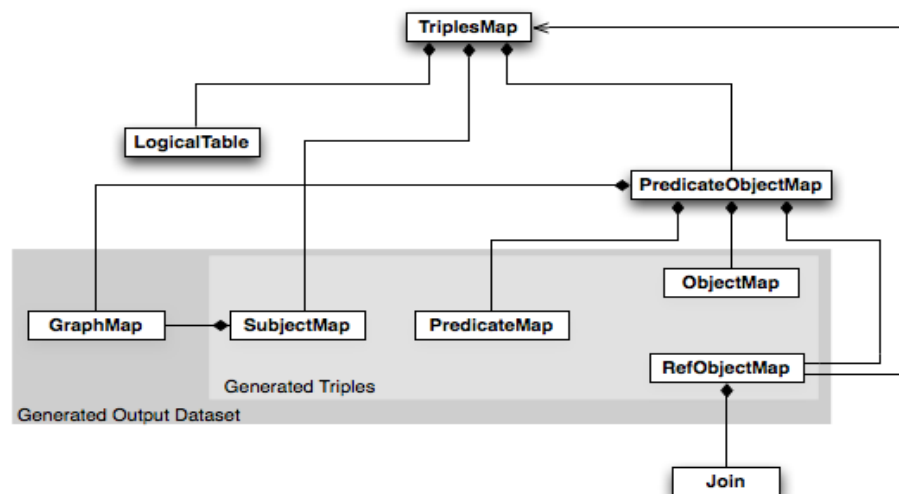 TriplesMap
LogicalTable
PredicateObjectMap
ObjectMap
GraphMap
SubjectMap
PredicateMap
RefObjectMap
Generated Triples
Generated Output Dataset
Join